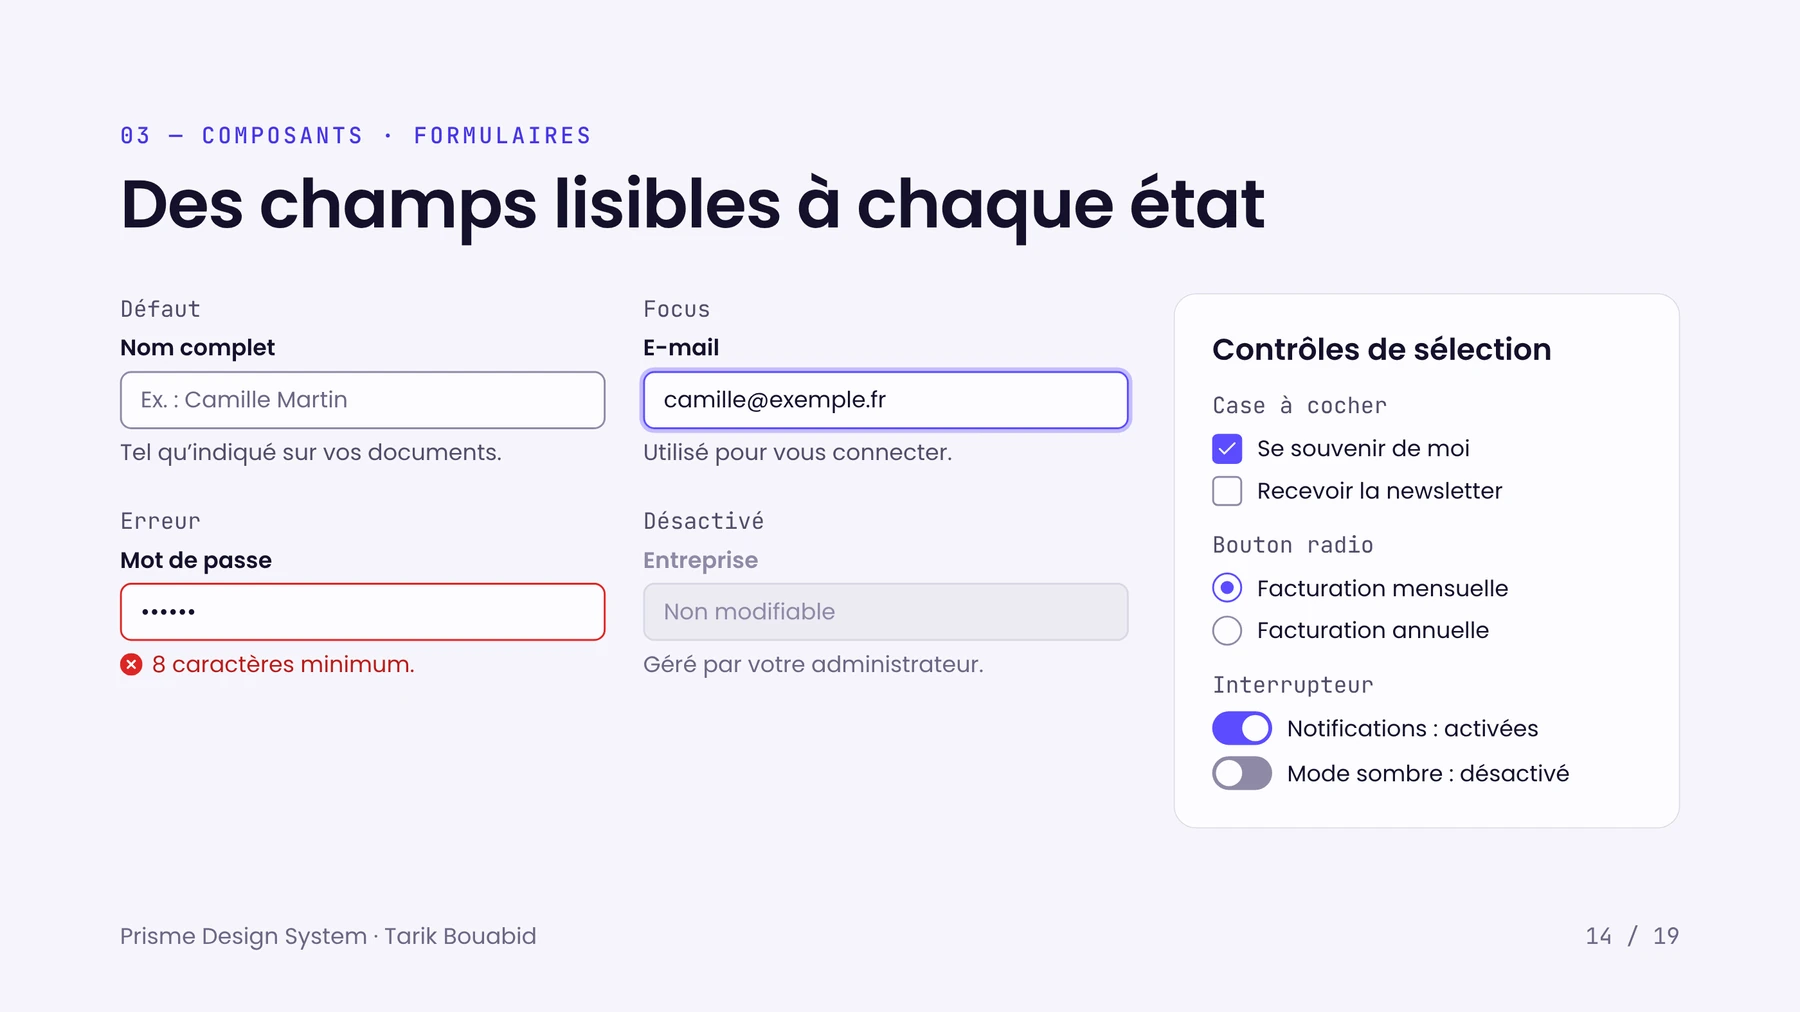 03 — COMPOSANTS · FORMULAIRES
Des champs lisibles à chaque état
Défaut
Nom complet
Ex. : Camille Martin
Tel qu’indiqué sur vos documents.
Focus
E-mail
camille@exemple.fr
Utilisé pour vous connecter.
Erreur
Mot de passe
••••••
8 caractères minimum.
Désactivé
Entreprise
Non modifiable
Géré par votre administrateur.
Contrôles de sélection
Case à cocher
Se souvenir de moi
Recevoir la newsletter
Bouton radio
Facturation mensuelle
Facturation annuelle
Interrupteur
Notifications : activées
Mode sombre : désactivé
Prisme Design System · Tarik Bouabid
14 / 19